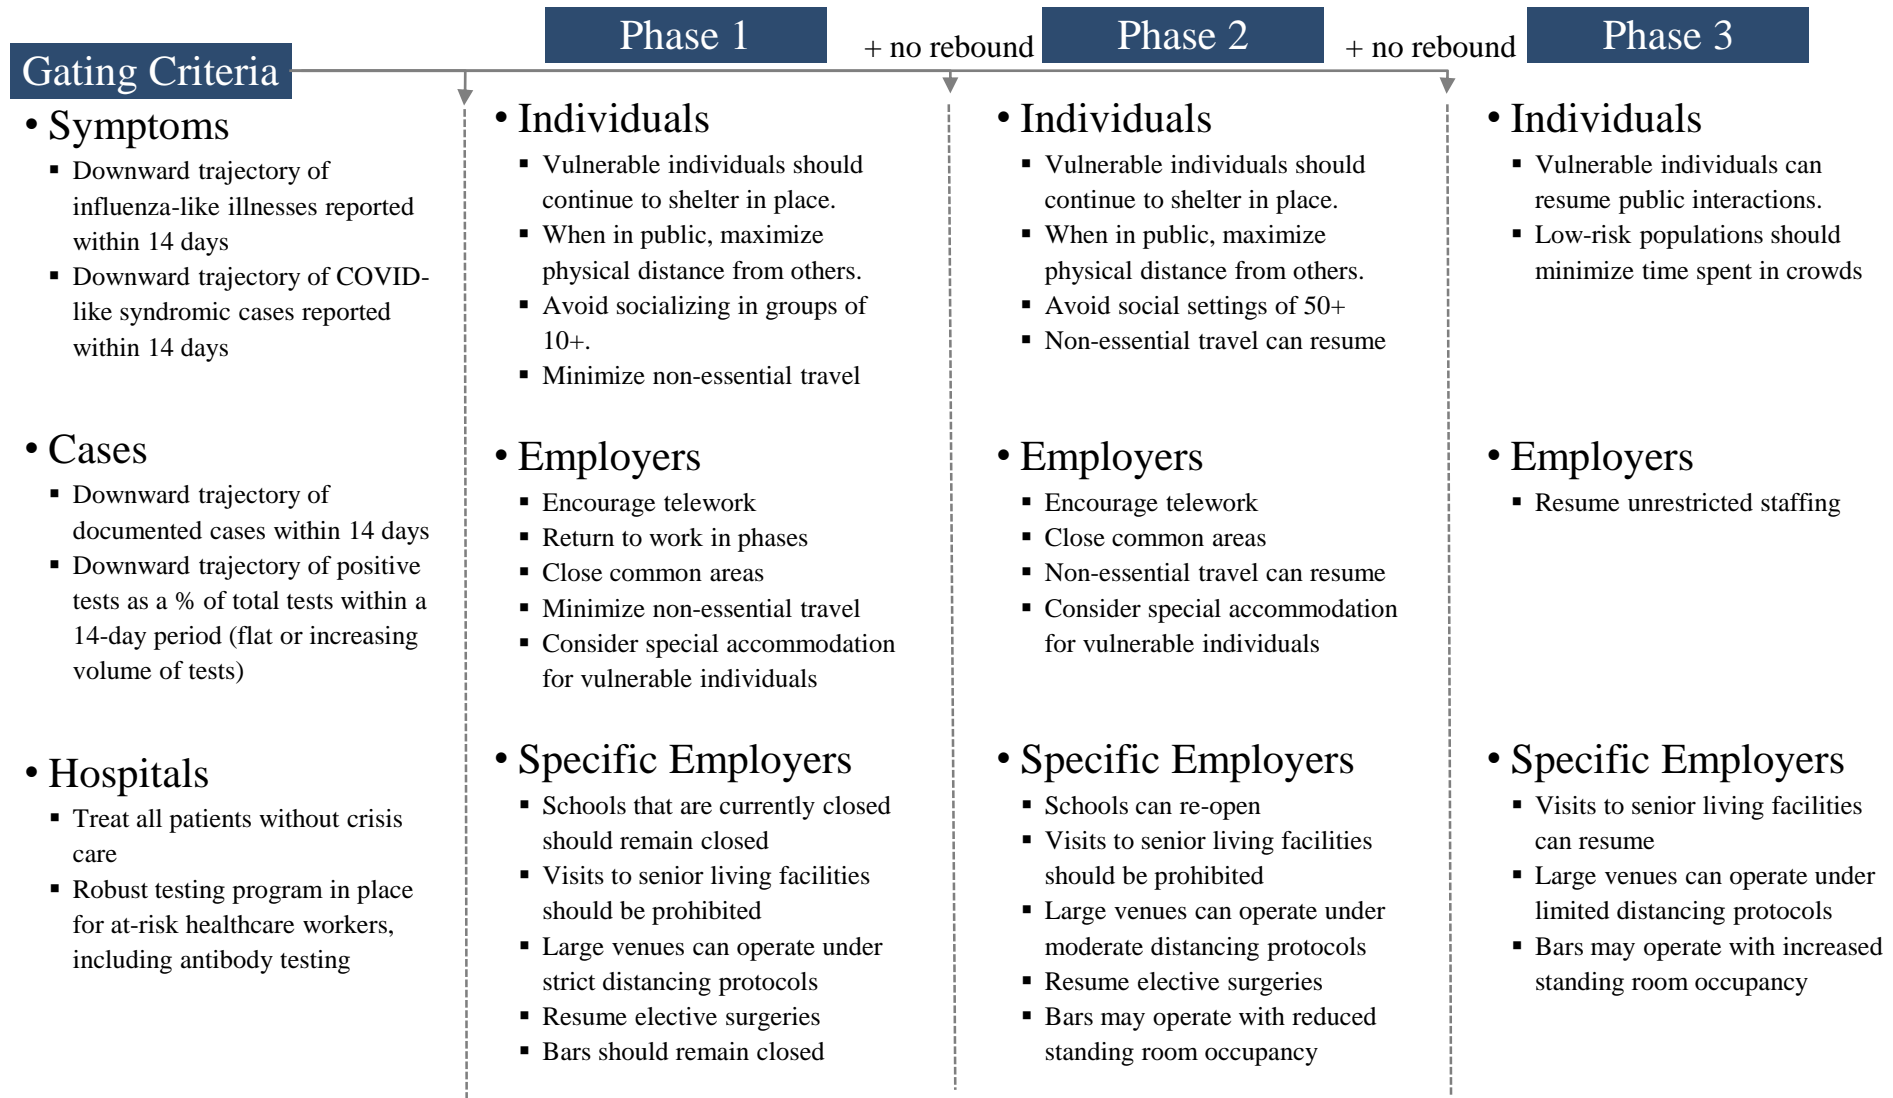 Gating Criteria
• Symptoms
▪ Downward trajectory of
influenza-like illnesses reported
within 14 days
▪ Downward trajectory of COVID-
like syndromic cases reported
within 14 days
• Cases
▪ Downward trajectory of
documented cases within 14 days
▪ Downward trajectory of positive
tests as a % of total tests within a
14-day period (flat or increasing
volume of tests)
• Hospitals
▪ Treat all patients without crisis
care
▪ Robust testing program in place
for at-risk healthcare workers,
including antibody testing
Phase 1
• Individuals
▪ Vulnerable individuals should
continue to shelter in place.
▪ When in public, maximize
physical distance from others.
▪ Avoid socializing in groups of
10+.
▪ Minimize non-essential travel
• Employers
▪ Encourage telework
▪ Return to work in phases
▪ Close common areas
▪ Minimize non-essential travel
▪ Consider special accommodation
for vulnerable individuals
• Specific Employers
▪ Schools that are currently closed
should remain closed
▪ Visits to senior living facilities
should be prohibited
▪ Large venues can operate under
strict distancing protocols
▪ Resume elective surgeries
▪ Bars should remain closed
+ no rebound
Phase 2
• Individuals
▪ Vulnerable individuals should
continue to shelter in place.
▪ When in public, maximize
physical distance from others.
▪ Avoid social settings of 50+
▪ Non-essential travel can resume
• Employers
▪ Encourage telework
▪ Close common areas
▪ Non-essential travel can resume
▪ Consider special accommodation
for vulnerable individuals
• Specific Employers
▪ Schools can re-open
▪ Visits to senior living facilities
should be prohibited
▪ Large venues can operate under
moderate distancing protocols
▪ Resume elective surgeries
▪ Bars may operate with reduced
standing room occupancy
+ no rebound
Phase 3
• Individuals
▪ Vulnerable individuals can
resume public interactions.
▪ Low-risk populations should
minimize time spent in crowds
• Employers
▪ Resume unrestricted staffing
• Specific Employers
▪ Visits to senior living facilities
can resume
▪ Large venues can operate under
limited distancing protocols
▪ Bars may operate with increased
standing room occupancy